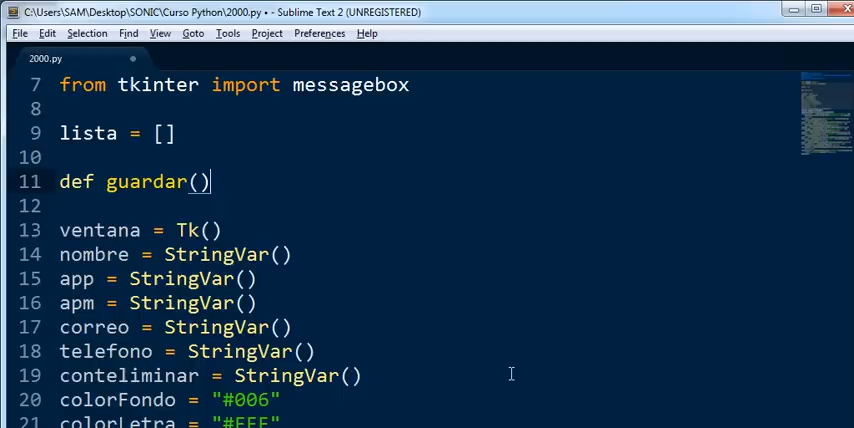 C:\Users\SAM\Desktop\SONIC\Curso Python\2000.py • - Sublime Text 2 (UNREGISTERED)
File Edit Selection Find View Goto Tools Project Preferences Help
2000.py
7 from tkinter import messagebox
8
9 lista = []
10
11 def guardar()
12
13 ventana = Tk()
14 nombre = StringVar()
15 app = StringVar()
16 apm = StringVar()
17 correo = StringVar()
18 telefono = StringVar()
19 conteliminar = StringVar()
20 colorFondo = "#006"
21 colorLetra = "#FFF"